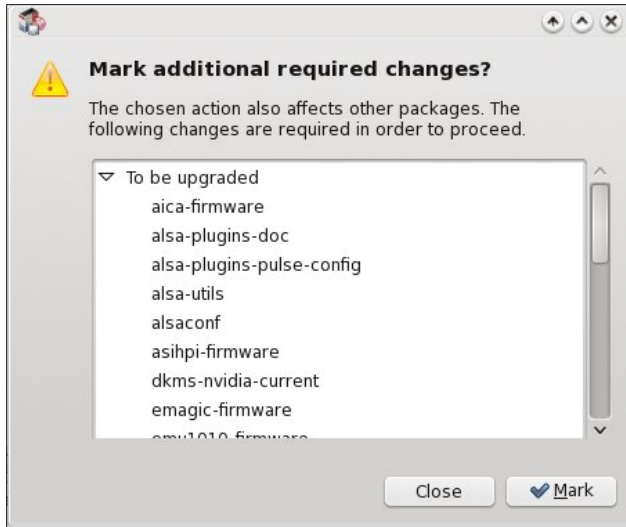 Mark additional required changes?
The chosen action also affects other packages. The
following changes are required in order to proceed.
To be upgraded
aica-firmware
alsa-plugins-doc
alsa-plugins-pulse-config
alsa-utils
alsaconf
asihpi-firmware
dkms-nvidia-current
emagic-firmware
emu1010-firmware
Close
Mark